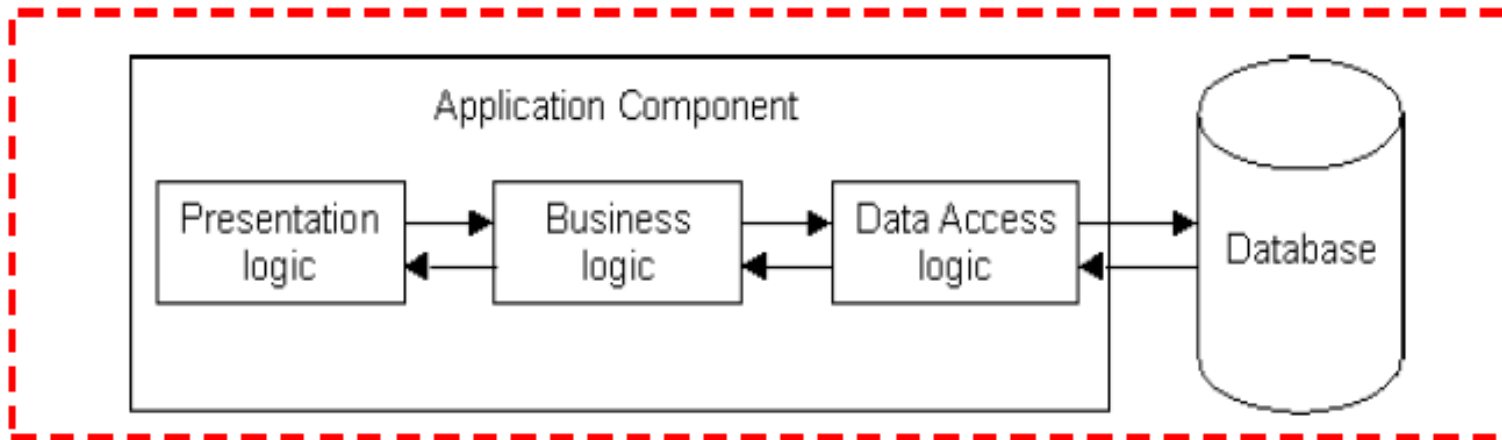 Application Component
Presentation
logic
Business
logic
Data Access
logic
Database